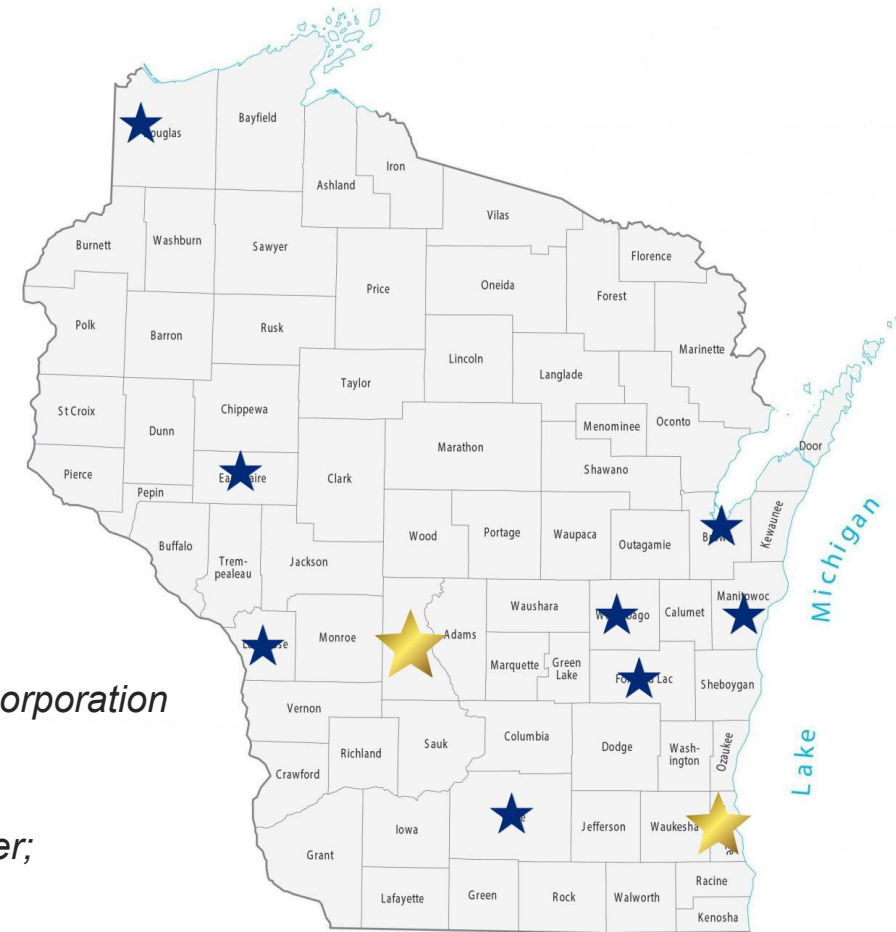 Bayfield
Iron
Ashland
Vilas
Burnett
Washburn
Sawyer
Florence
Price
Oneida
Forest
Polk
Barron
Rusk
Marinette
Lincoln
Langlade
Taylor
St Croix
Chippewa
Oconto
Dunn
Menominee
Door
Marathon
Shawano
Pierce
Clark
Pepin
Wood
Portage
Waupaca
Outagamie
Kewaunee
Buffalo
Trem-
pealeau
Jackson
Michigan
Manitowoc
Waushara
Calumet
Monroe
Adams
Marquette
Green
Lake
Lac
Sheboygan
orporation
Vernon
Columbia
Richland
Sauk
Dodge
Wash-
ington
Ozaukee
Lake
Crawford
Iowa
Jefferson
Waukesha
er;
Grant
Racine
Lafayette
Green
Rock
Walworth
Kenosha